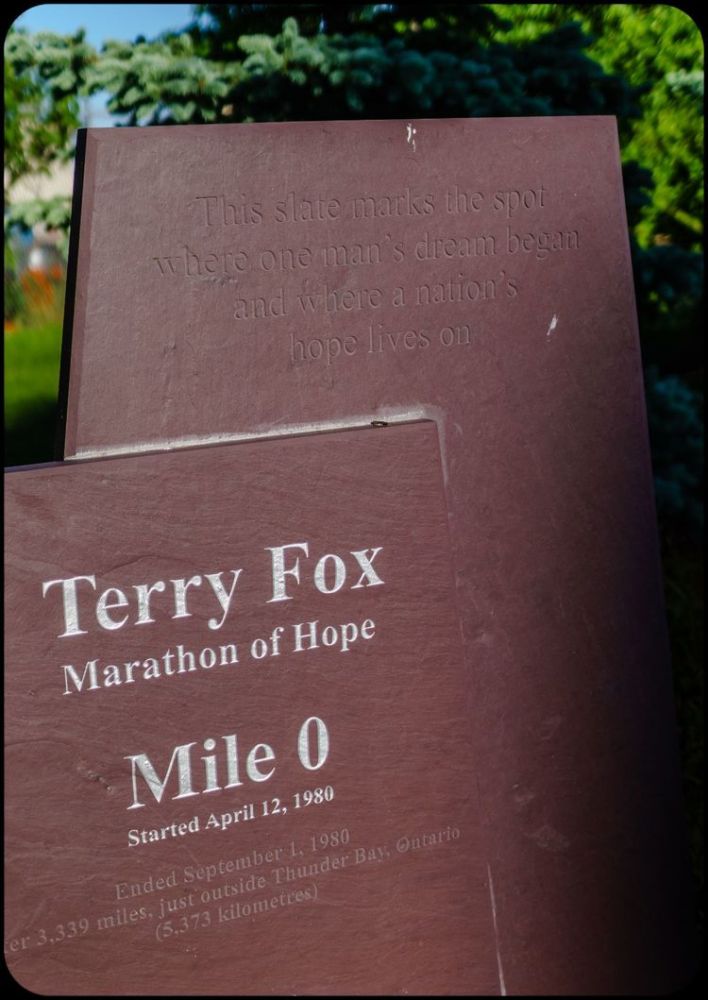 This slate marks the spot
where one man's dream began
and where a nation's
hope lives on
Terry Fox
Marathon of Hope
Mile 0
Started April 12, 1980
Ended September 1, 1980
er 3,339 miles, just outside Thunder Bay, Ontario
(5,373 kilometres)